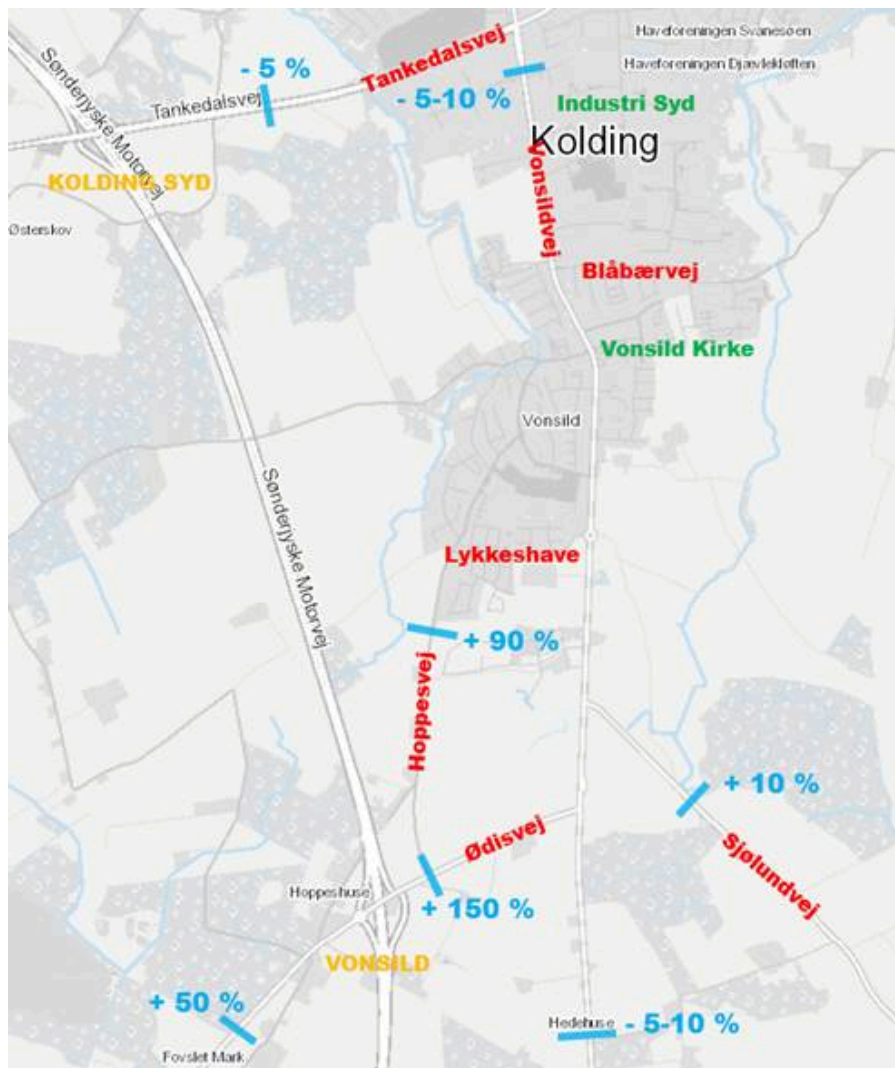 Haveforeningen Svanesøen
Haveforeningen Djævlekløften
Sønderjyske Motorvej
- 5 %
Tankedalsvej
Tankedalsvej
- 5-10 %
Industri Syd
Kolding
Vonsildvej
KOLDING SYD
Østerskov
Blåbærvej
Vonsild Kirke
Vonsild
Sønderjyske Motorvej
Lykkeshave
+ 90 %
Hoppesvej
+ 10 %
Ødisvej
Sjølundvej
Hoppeshuse
+ 150 %
VONSILD
+ 50 %
Hedehuse
- 5-10 %
Fovslet Mark